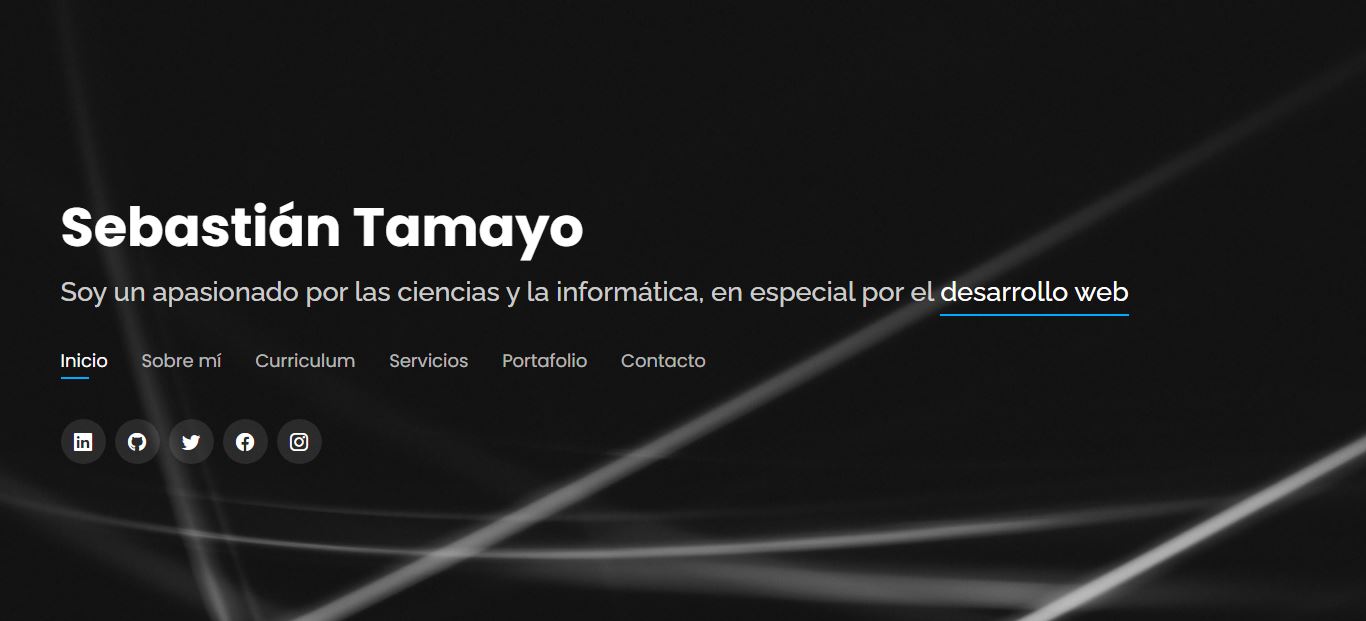 Sebastián Tamayo
Soy un apasionado por las ciencias y la informática, en especial por el desarrollo web
Inicio Sobre mí Curriculum Servicios Portafolio Contacto